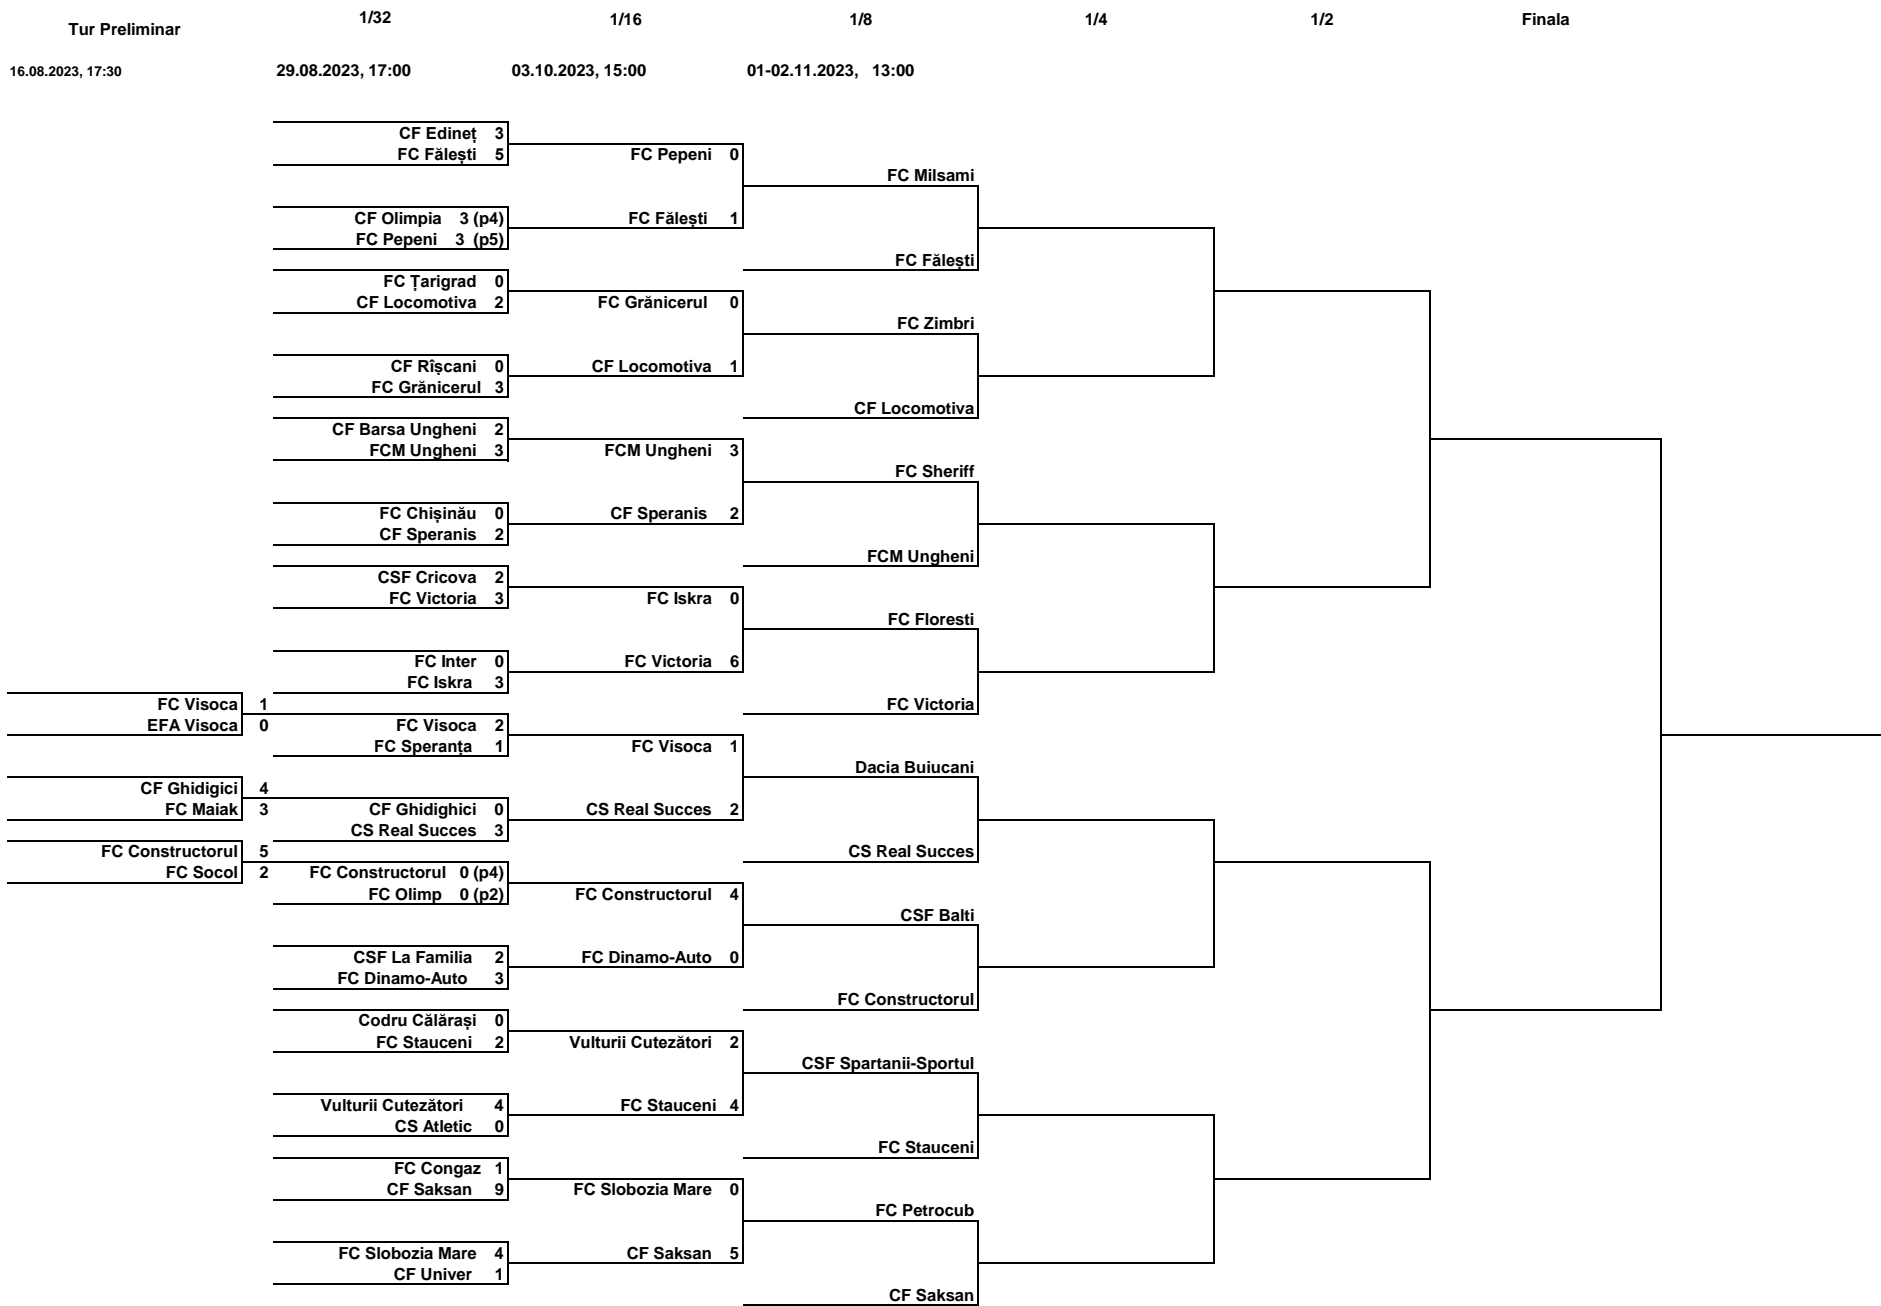 Tur Preliminar
1/32
1/16
1/8
1/4
1/2
Finala
16.08.2023, 17:30
29.08.2023, 17:00
03.10.2023, 15:00
01-02.11.2023, 13:00
FC Visoca 1
EFA Visoca 0
CF Ghidigici 4
FC Maiak 3
FC Constructorul 5
FC Socol 2
CF Edineț 3
FC Fălești 5
CF Olimpia 3 (p4)
FC Pepeni 3 (p5)
FC Țarigrad 0
CF Locomotiva 2
CF Rîșcani 0
FC Grănicerul 3
CF Barsa Ungheni 2
FCM Ungheni 3
FC Chișinău 0
CF Speranis 2
CSF Cricova 2
FC Victoria 3
FC Inter 0
FC Iskra 3
FC Visoca 2
FC Speranța 1
CF Ghidighici 0
CS Real Succes 3
FC Constructorul 0 (p4)
FC Olimp 0 (p2)
CSF La Familia 2
FC Dinamo-Auto 3
Codru Călărași 0
FC Stauceni 2
Vulturii Cutezători 4
CS Atletic 0
FC Congaz 1
CF Saksan 9
FC Slobozia Mare 4
CF Univer 1
FC Pepeni 0
FC Fălești 1
FC Grănicerul 0
CF Locomotiva 1
FCM Ungheni 3
CF Speranis 2
FC Iskra 0
FC Victoria 6
FC Visoca 1
CS Real Succes 2
FC Constructorul 4
FC Dinamo-Auto 0
Vulturii Cutezători 2
FC Stauceni 4
FC Slobozia Mare 0
CF Saksan 5
FC Milsami
FC Fălești
FC Zimbri
CF Locomotiva
FC Sheriff
FCM Ungheni
FC Floresti
FC Victoria
Dacia Buiucani
CS Real Succes
CSF Balti
FC Constructorul
CSF Spartanii-Sportul
FC Stauceni
FC Petrocub
CF Saksan